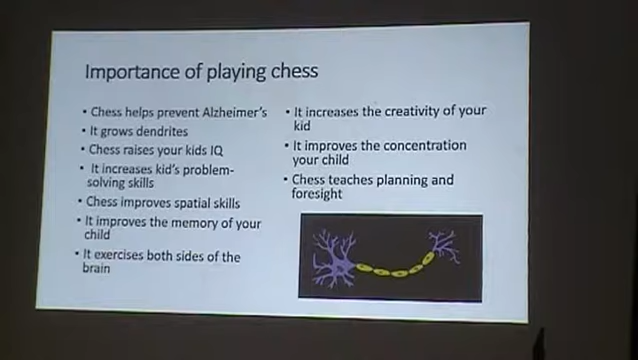 Importance of playing chess
• Chess helps prevent Alzheimer's
• It grows dendrites
• Chess raises your kids IQ
• It increases kid's problem-
solving skills
• Chess improves spatial skills
• It improves the memory of your
child
• It exercises both sides of the
brain
• It increases the creativity of your
kid
• It improves the concentration
your child
• Chess teaches planning and
foresight